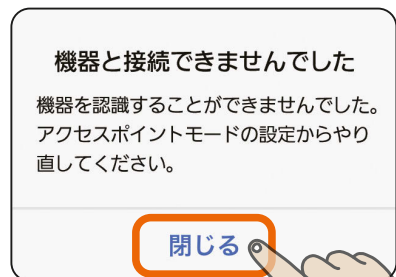 機器と接続できませんでした
機器を認識することができませんでした。
アクセスポイントモードの設定からやり
直してください。
閉じる